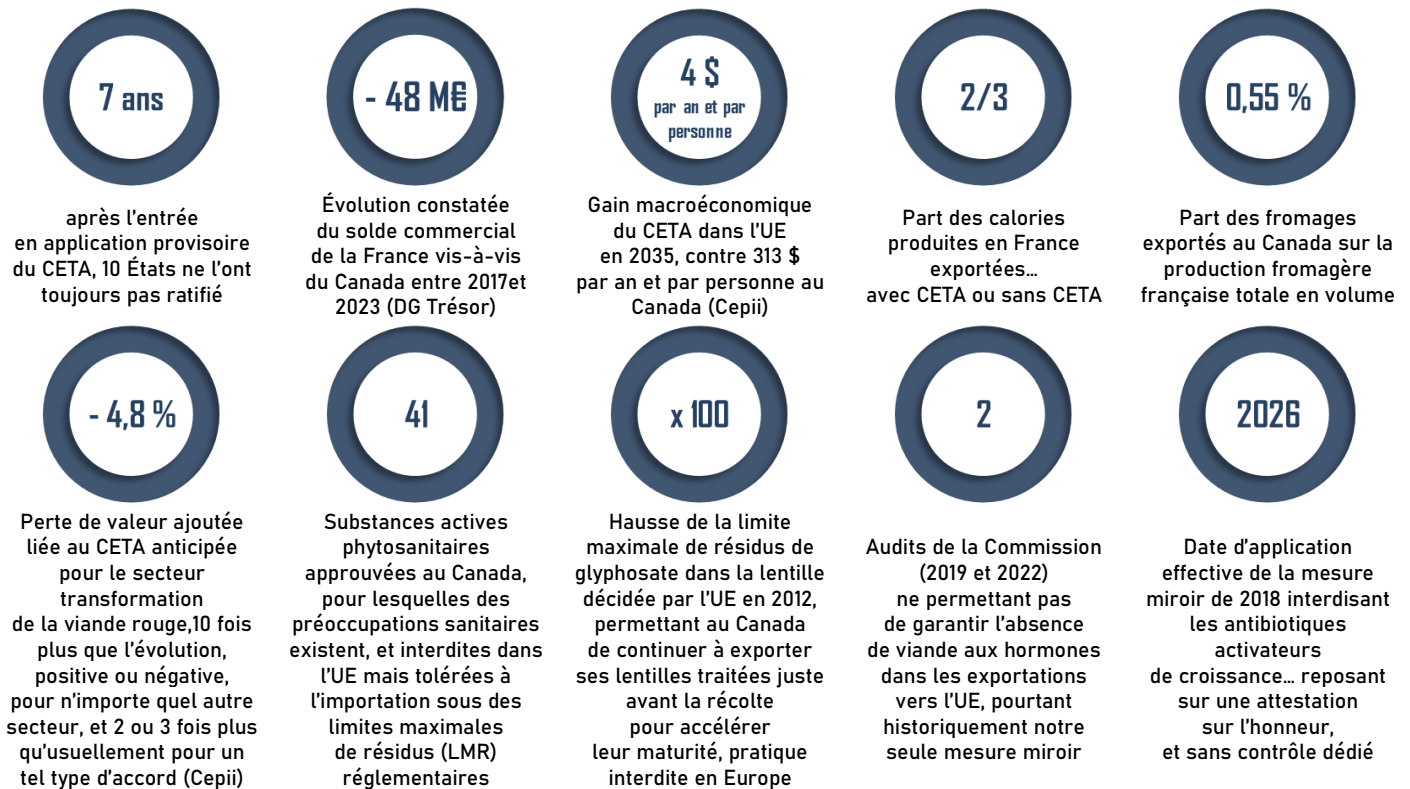 7 ans
après l'entrée
en application provisoire
du CETA, 10 États ne l'ont
toujours pas ratifié
- 48 M€
Évolution constatée
du solde commercial
de la France vis-à-vis
du Canada entre 2017et
2023 (DG Trésor)
4 $
par an et par
personne
Gain macroéconomique
du CETA dans l'UE
en 2035, contre 313 $
par an et par personne au
Canada (Cepii)
2/3
Part des calories
produites en France
exportées…
avec CETA ou sans CETA
0,55 %
Part des fromages
exportés au Canada sur la
production fromagère
française totale en volume
- 4,8 %
Perte de valeur ajoutée
liée au CETA anticipée
pour le secteur
transformation
de la viande rouge,10 fois
plus que l'évolution,
positive ou négative,
pour n'importe quel autre
secteur, et 2 ou 3 fois plus
qu'usuellement pour un
tel type d'accord (Cepii)
41
Substances actives
phytosanitaires
approuvées au Canada,
pour lesquelles des
préoccupations sanitaires
existent, et interdites dans
l'UE mais tolérées à
l'importation sous des
limites maximales
de résidus (LMR)
réglementaires
x 100
Hausse de la limite
maximale de résidus de
glyphosate dans la lentille
décidée par l'UE en 2012,
permettant au Canada
de continuer à exporter
ses lentilles traitées juste
avant la récolte
pour accélérer
leur maturité, pratique
interdite en Europe
2
Audits de la Commission
(2019 et 2022)
ne permettant pas
de garantir l'absence
de viande aux hormones
dans les exportations
vers l'UE, pourtant
historiquement notre
seule mesure miroir
2026
Date d'application
effective de la mesure
miroir de 2018 interdisant
les antibiotiques
activateurs
de croissance… reposant
sur une attestation
sur l'honneur,
et sans contrôle dédié